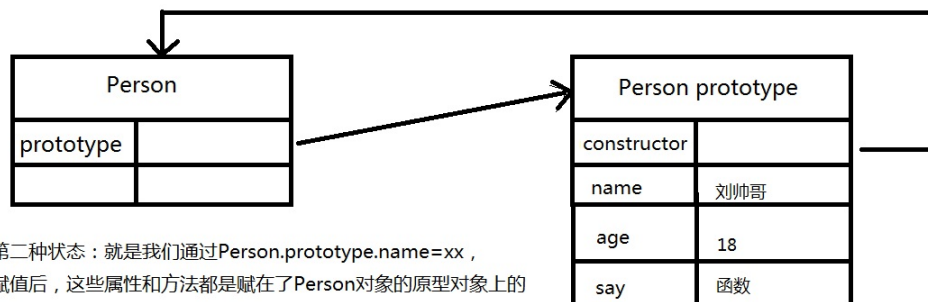 Person
Person prototype
prototype
constructor
name 刘帅哥
age 18
say 函数
第二种状态：就是我们通过Person.prototype.name=xx，
赋值后，这些属性和方法都是赋在了Person对象的原型对象上的